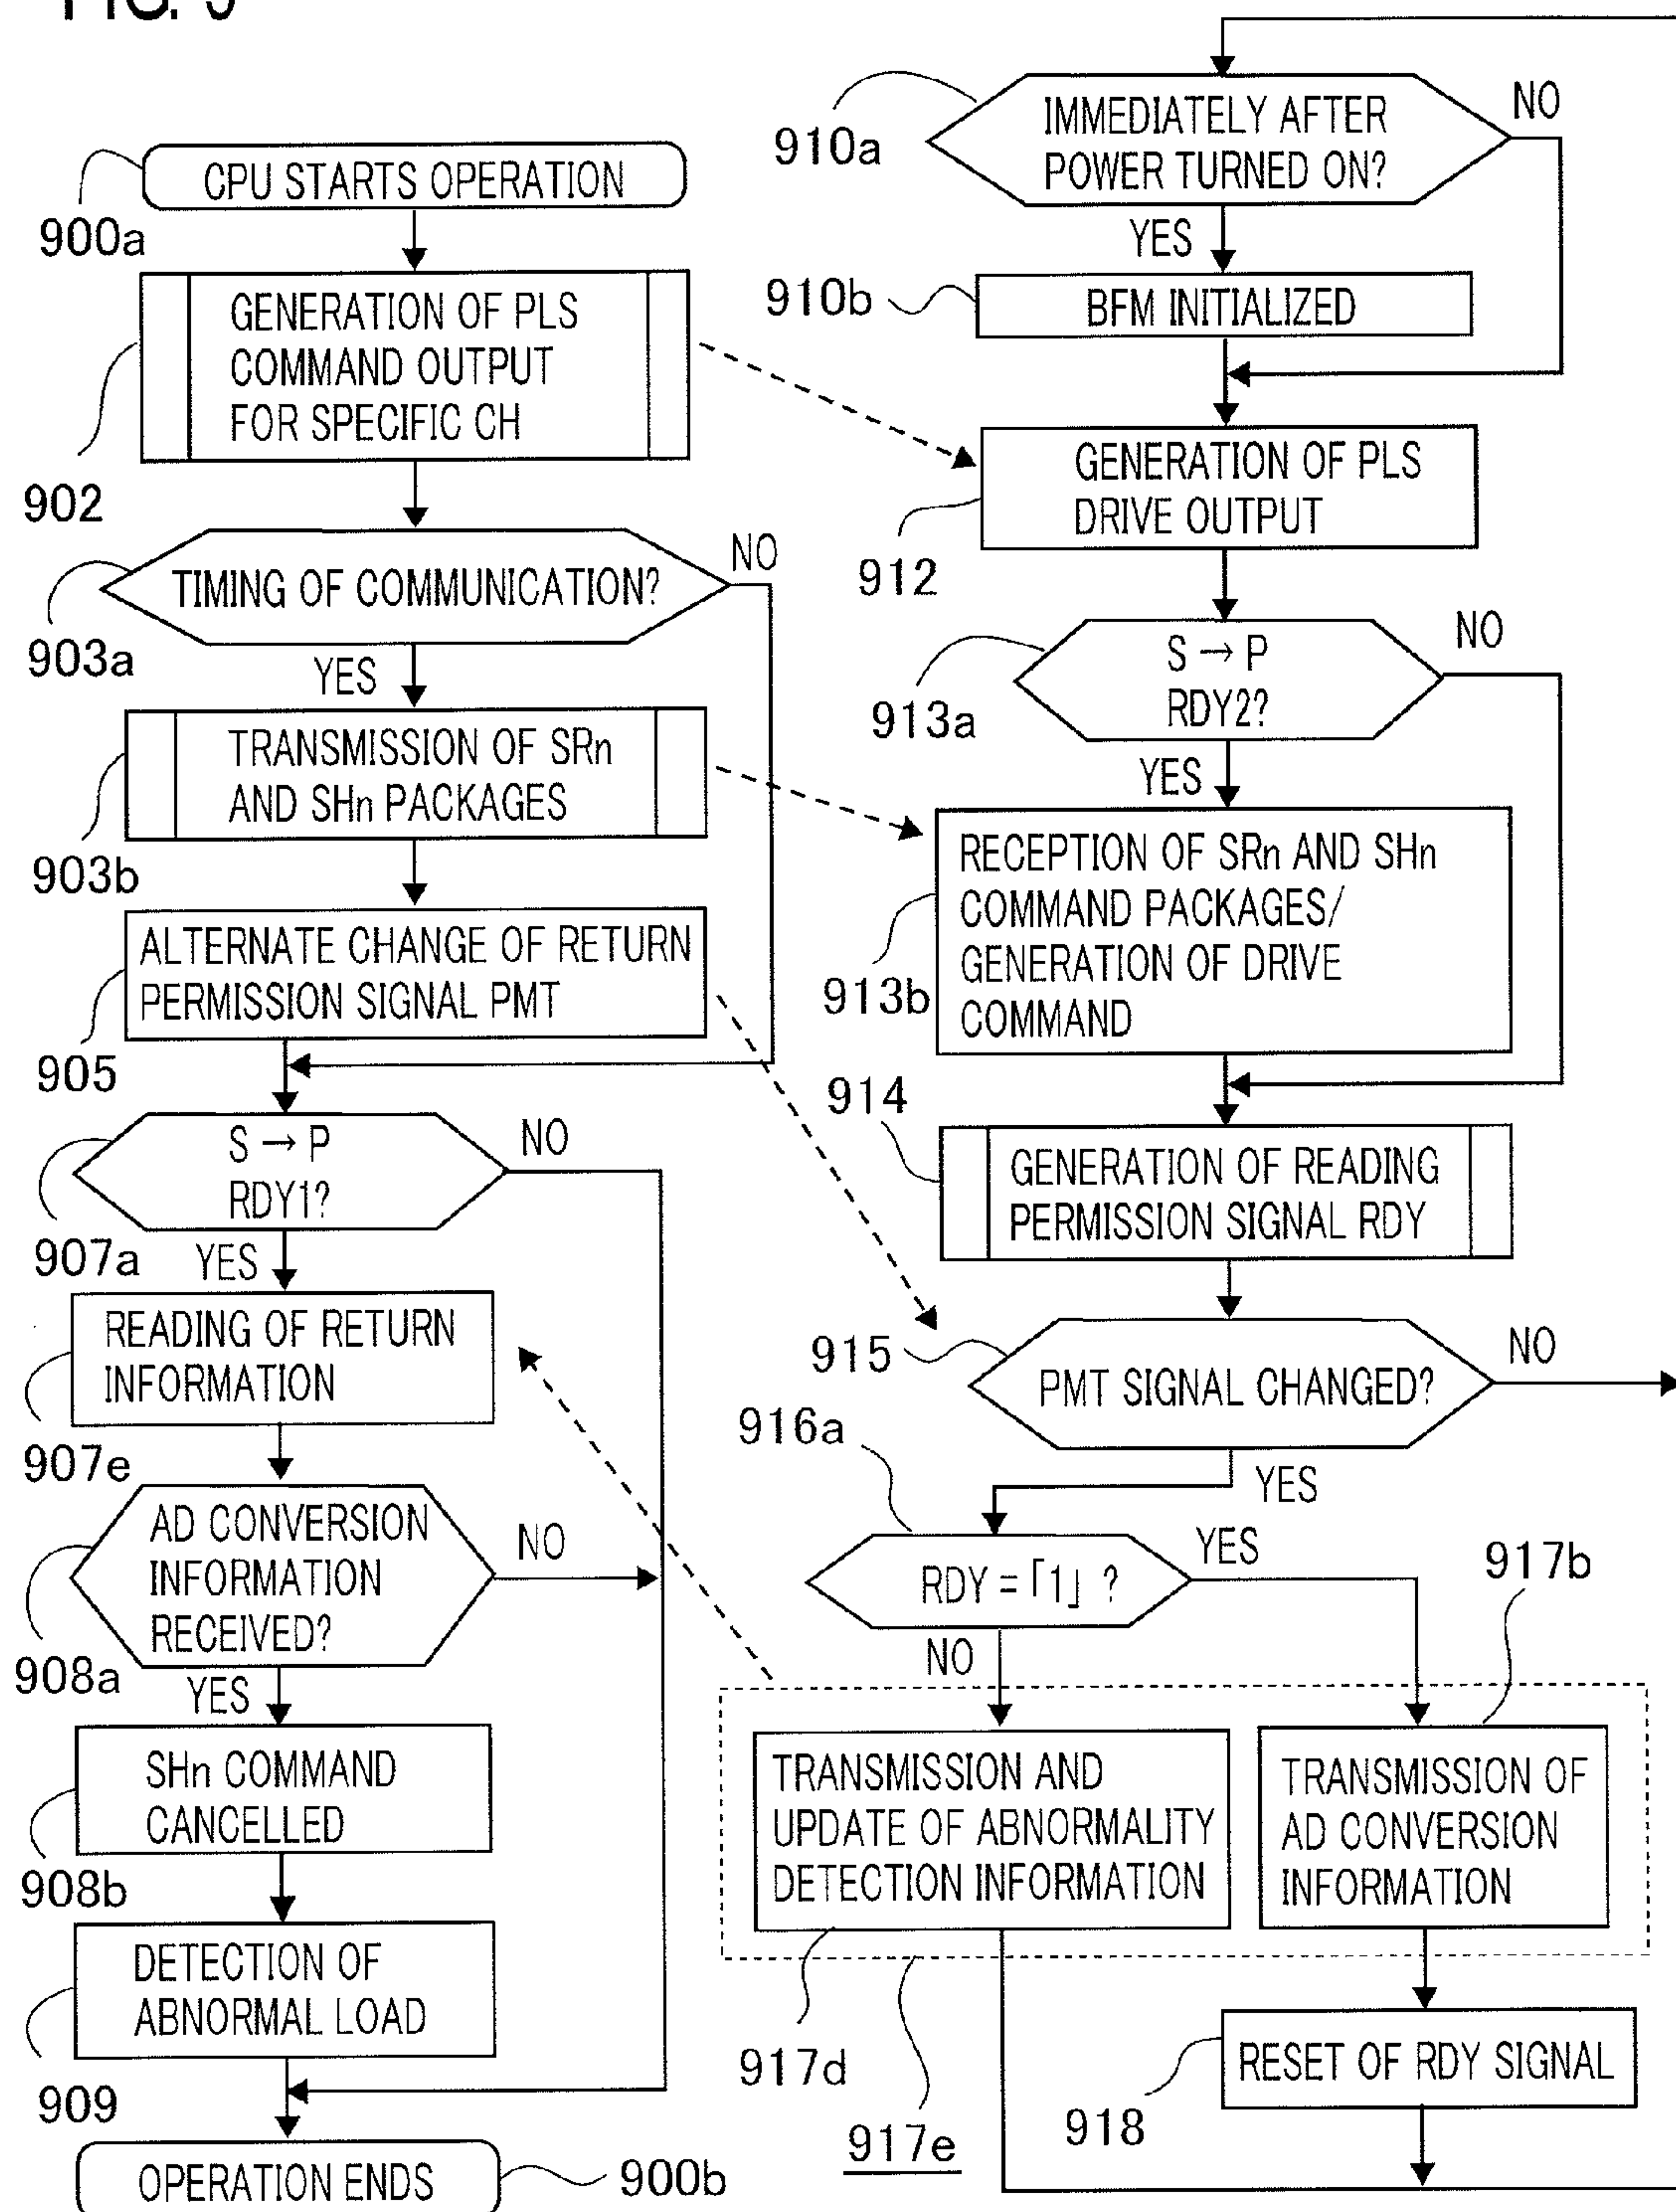 FIG. 9
CPU STARTS OPERATION
900a
GENERATION OF PLS
COMMAND OUTPUT
FOR SPECIFIC CH
902
TIMING OF COMMUNICATION?
NO
903a
YES
TRANSMISSION OF SRn
AND SHn PACKAGES
903b
ALTERNATE CHANGE OF RETURN
PERMISSION SIGNAL PMT
905
S → P
RDY1?
NO
907a
YES
READING OF RETURN
INFORMATION
907e
AD CONVERSION
INFORMATION
RECEIVED?
NO
908a
YES
SHn COMMAND
CANCELLED
908b
DETECTION OF
ABNORMAL LOAD
909
OPERATION ENDS
900b
IMMEDIATELY AFTER
POWER TURNED ON?
NO
910a
YES
910b
BFM INITIALIZED
GENERATION OF PLS
DRIVE OUTPUT
912
S → P
RDY2?
NO
913a
YES
RECEPTION OF SRn AND SHn
COMMAND PACKAGES/
GENERATION OF DRIVE
COMMAND
913b
914
GENERATION OF READING
PERMISSION SIGNAL RDY
915
PMT SIGNAL CHANGED?
NO
YES
916a
RDY =「1」?
YES
NO
917b
TRANSMISSION AND
UPDATE OF ABNORMALITY
DETECTION INFORMATION
TRANSMISSION OF
AD CONVERSION
INFORMATION
917d
917e
RESET OF RDY SIGNAL
918